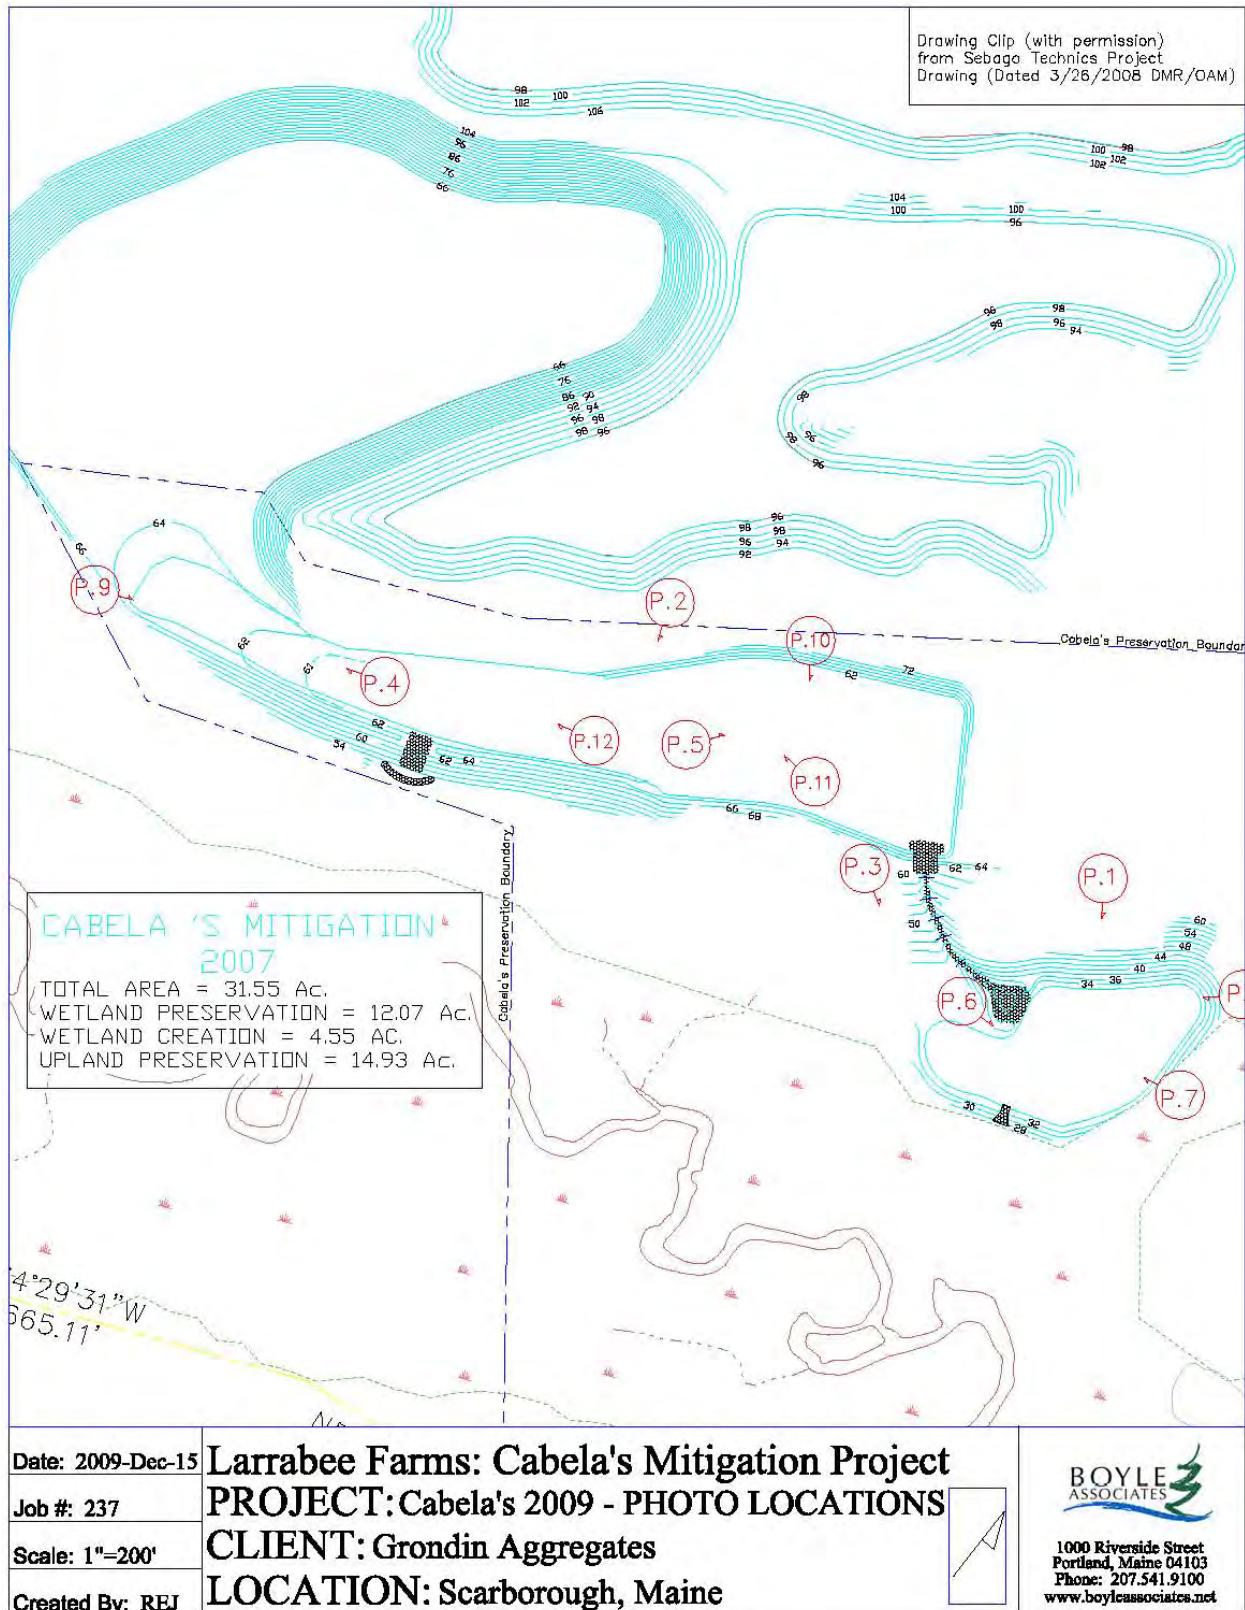 Drawing Clip (with permission)
from Sebago Technics Project
Drawing (Dated 3/26/2008 DMR/OAM)
98 100
102
106
104
96
86
76
66
100 98
102 102
104
100 100
96
96 98
98 96 94
98
98 96
96
66
76
86 90
92 94
96 98
98 96
96
98 98
96 94
92
64
66
P.9
P.2
P.10
Cabela's Preservation Boundar
62
61
P.4
62 72
62
54 60
62 64
P.12
P.5
P.11
66 68
P.3
60 62 64
P.1
50
60
54
48
44
40
34 36
P.6
P.
P.7
30
28 32
Cabela's Preservation Boundary
CABELA 'S MITIGATION
2007
TOTAL AREA = 31.55 Ac.
WETLAND PRESERVATION = 12.07 Ac.
WETLAND CREATION = 4.55 AC.
UPLAND PRESERVATION = 14.93 Ac.
4°29'31"W
665.11'
Date: 2009-Dec-15
Job #: 237
Scale: 1"=200'
Created By: REJ
Larrabee Farms: Cabela's Mitigation Project
PROJECT: Cabela's 2009 - PHOTO LOCATIONS
CLIENT: Grondin Aggregates
LOCATION: Scarborough, Maine
BOYLE
ASSOCIATES
1000 Riverside Street
Portland, Maine 04103
Phone: 207.541.9100
www.boyleassociates.net